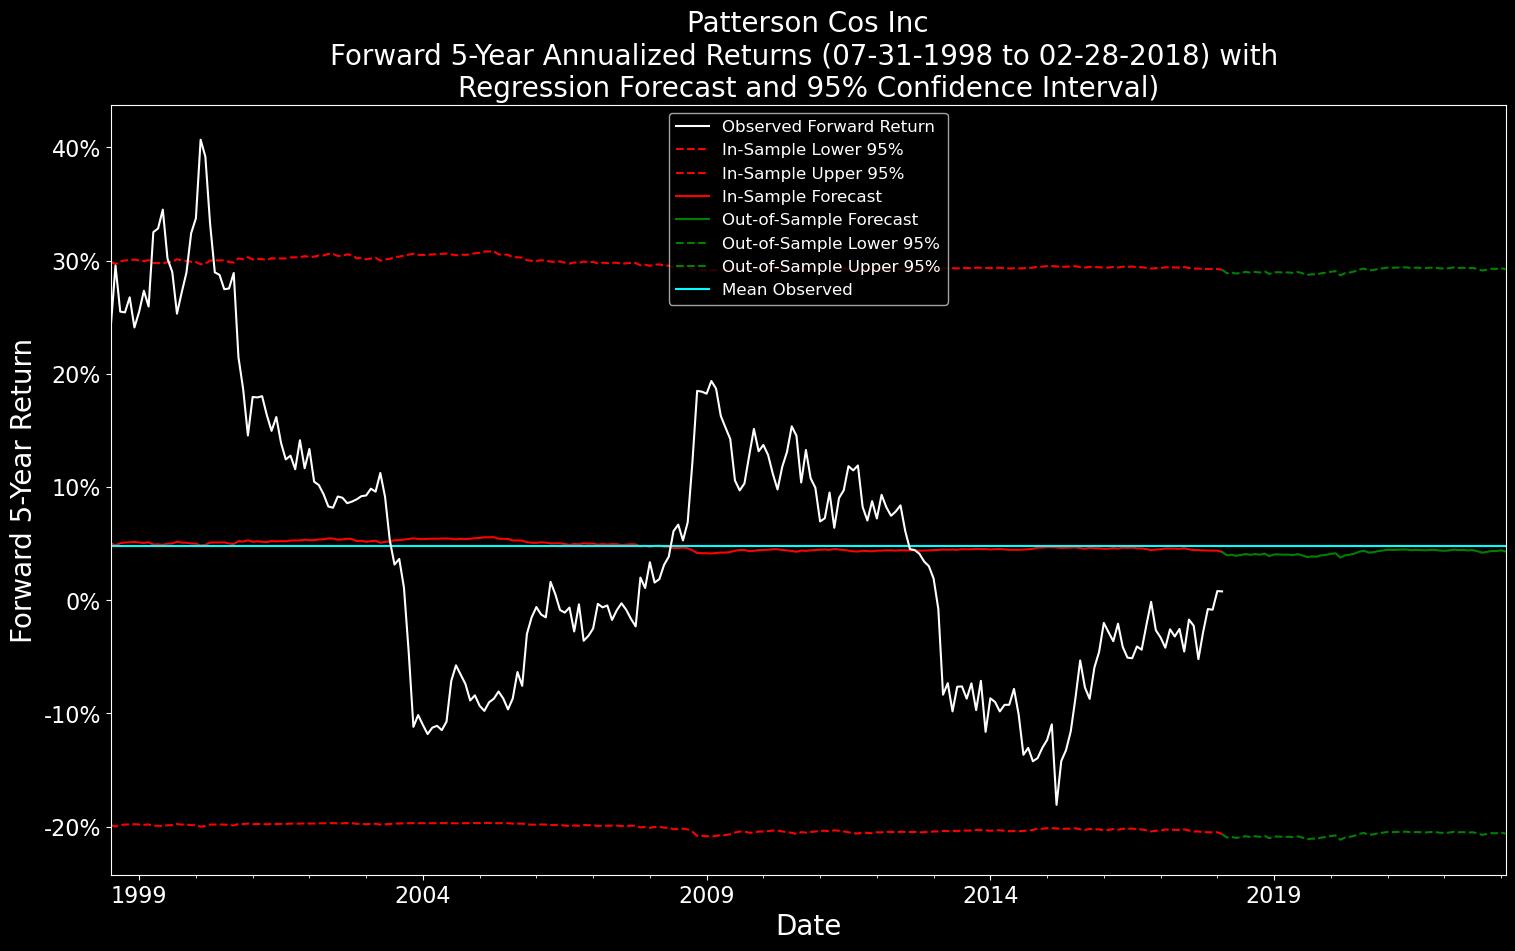 Patterson Cos Inc
Forward 5-Year Annualized Returns (07-31-1998 to 02-28-2018) with
Regression Forecast and 95% Confidence Interval)
Observed Forward Return
In-Sample Lower 95%
In-Sample Upper 95%
In-Sample Forecast
Out-of-Sample Forecast
Out-of-Sample Lower 95%
Out-of-Sample Upper 95%
Mean Observed
Forward 5-Year Return
40%
30%
20%
10%
0%
-10%
-20%
1999
2004
2009
2014
2019
Date